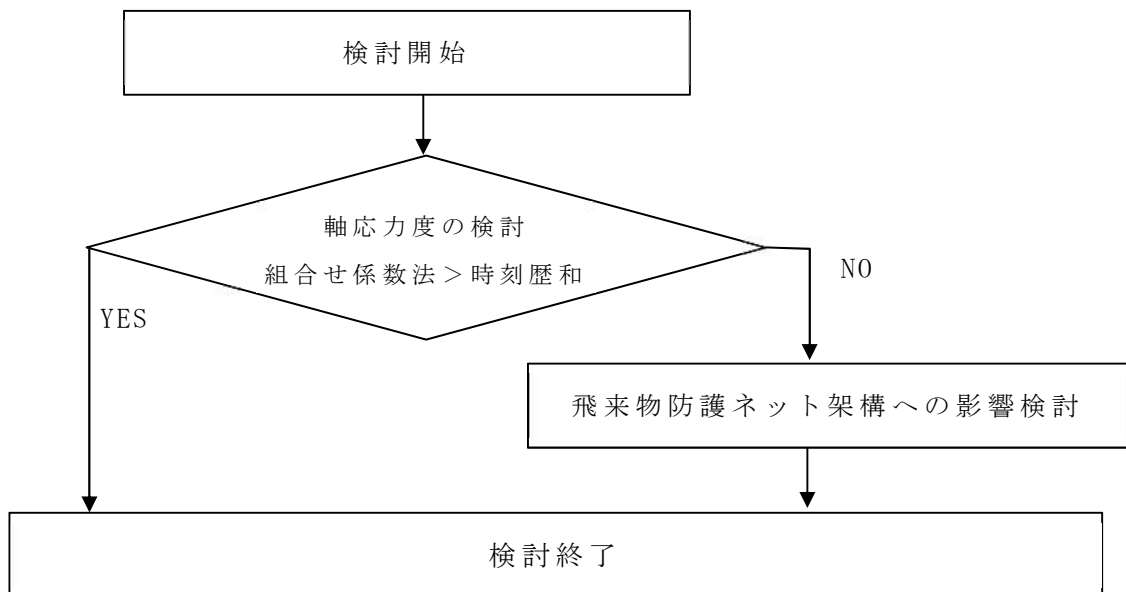 検討開始
軸応力度の検討
組合せ係数法＞時刻歴和
NO
YES
飛来物防護ネット架構への影響検討
検討終了